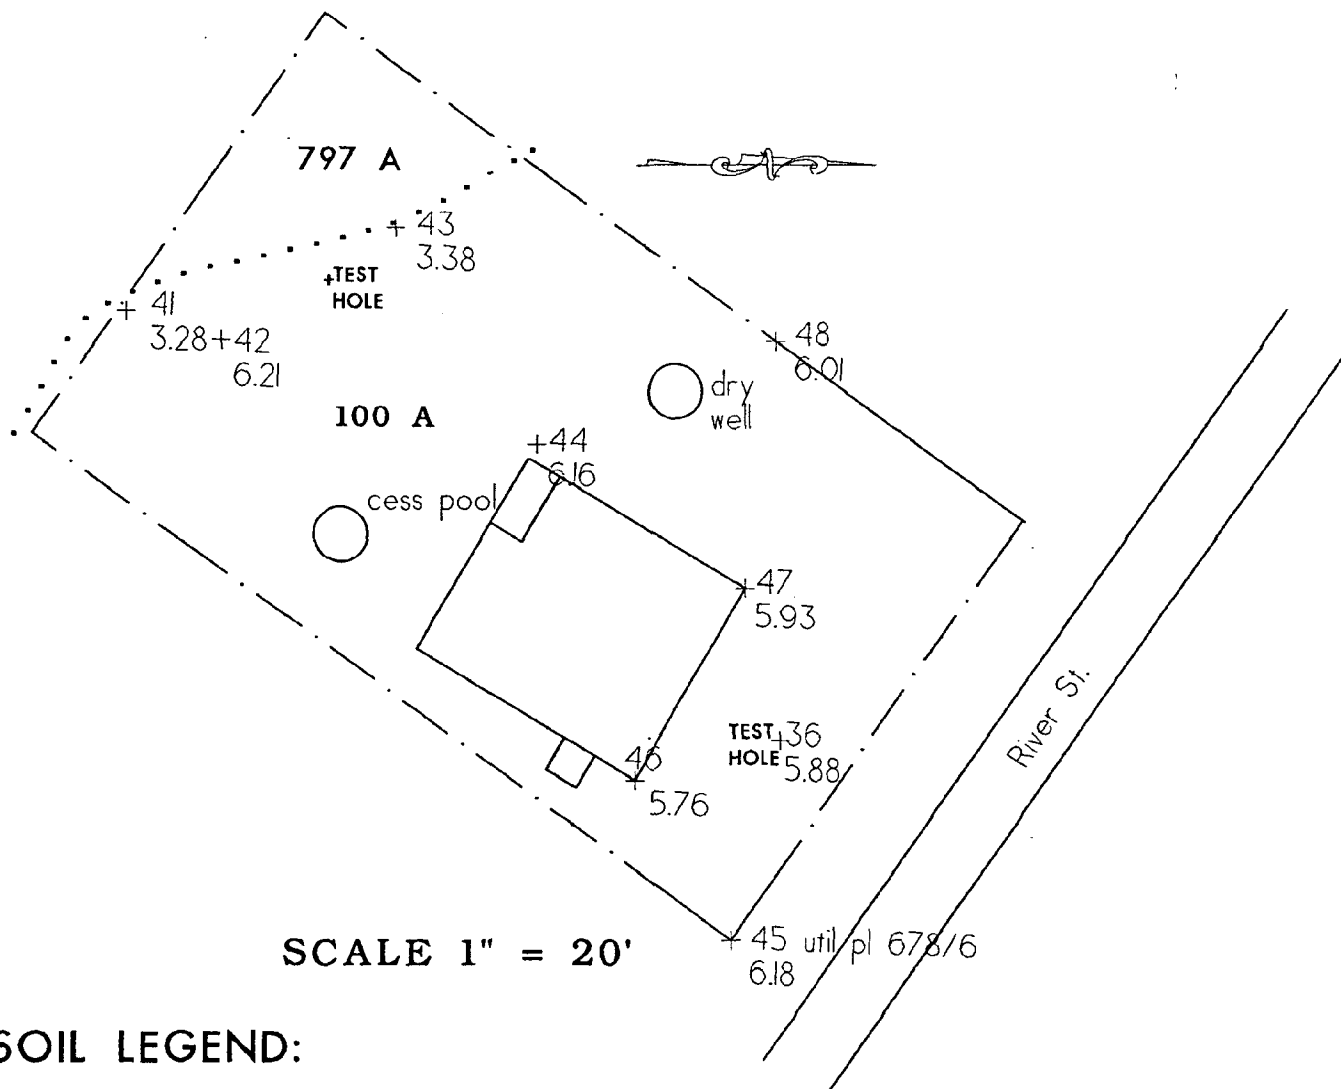 797 A
43
3.38
TEST
HOLE
41
3.28+42
6.21
48
6.01
dry
well
100 A
+44
6.16
cess pool
47
5.93
TEST
HOLE
36
5.88
46
5.76
River St.
SCALE 1" = 20'
45 util pl 678/6
6.18
SOIL LEGEND: